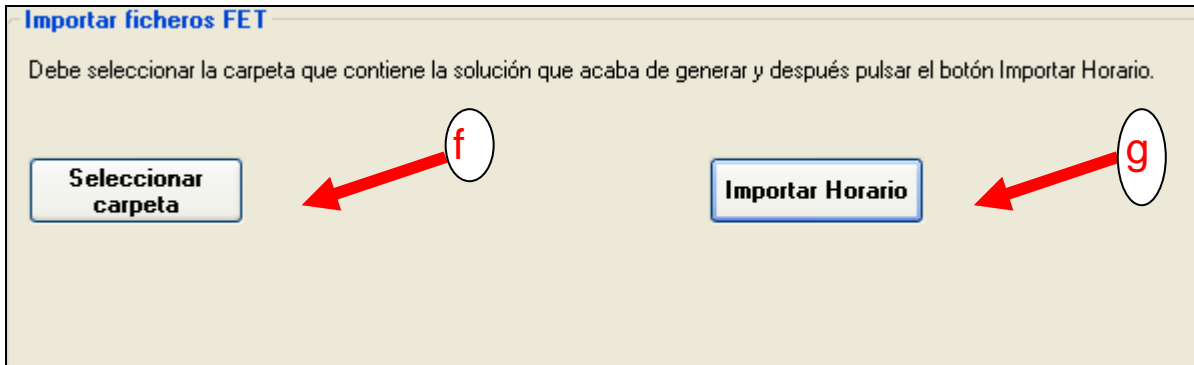 Importar ficheros FET
Debe seleccionar la carpeta que contiene la solución que acaba de generar y después pulsar el botón Importar Horario.
f
g
Seleccionar
carpeta
Importar Horario